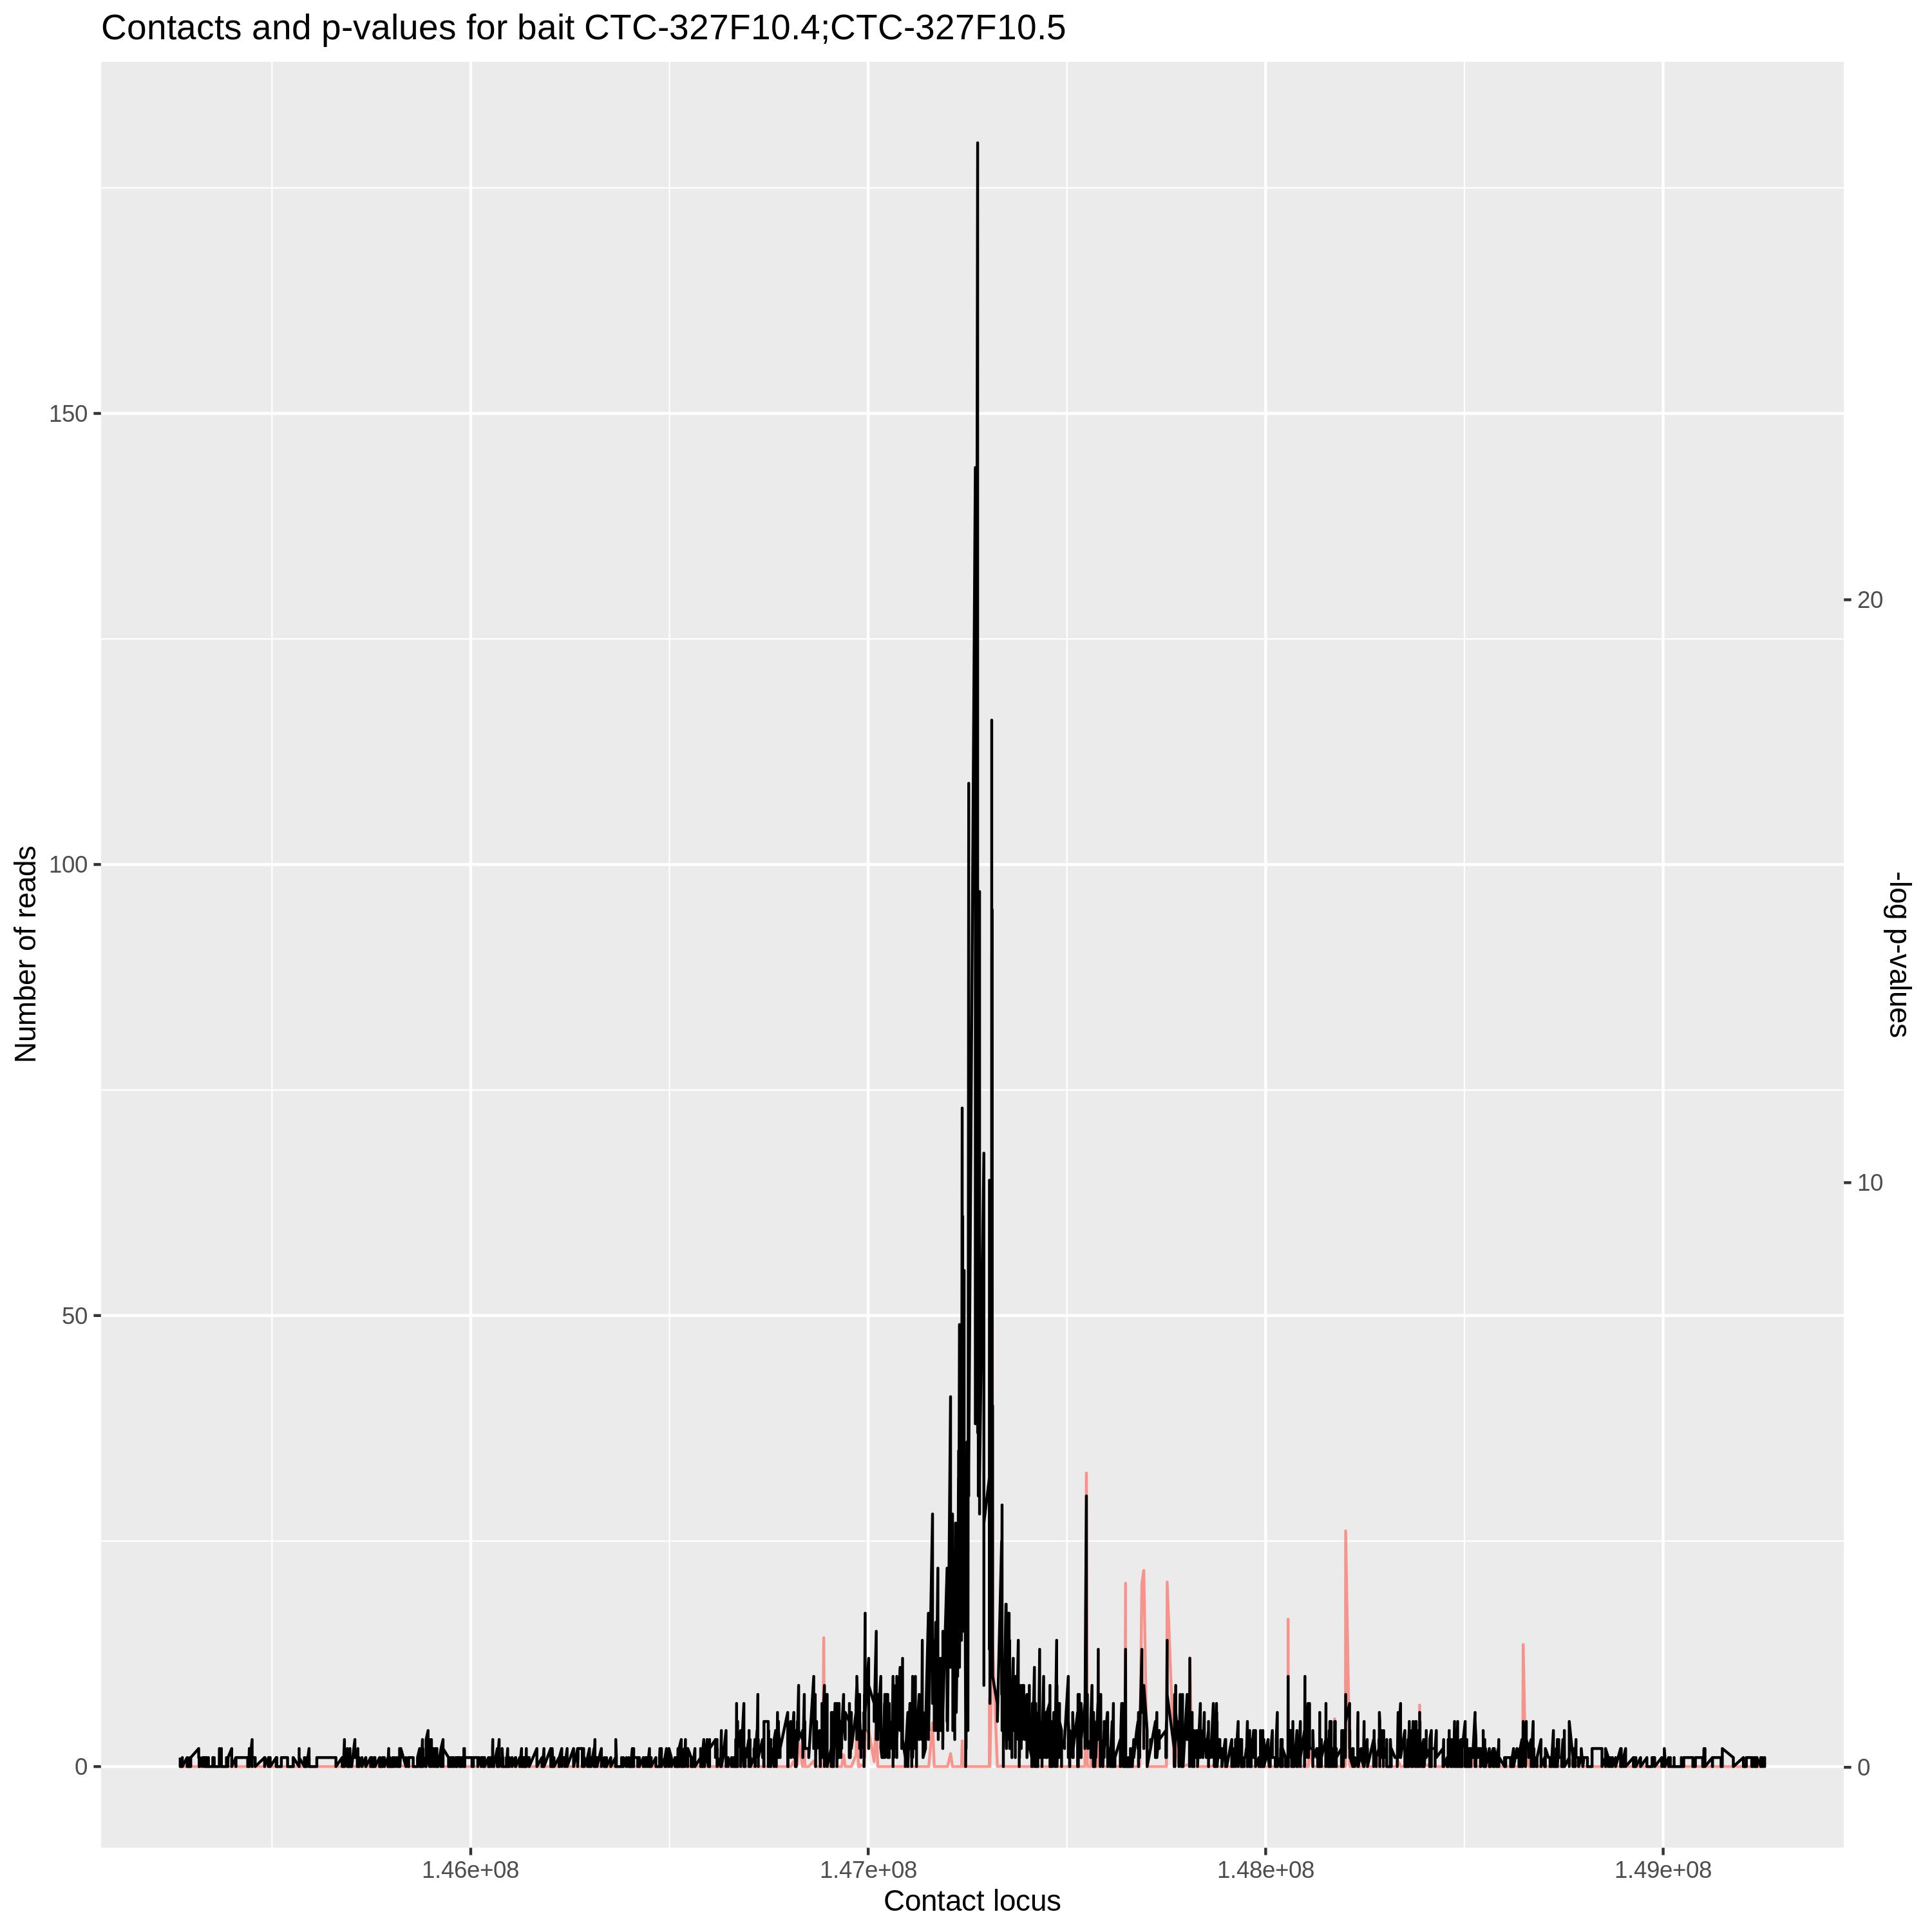 Contacts and p-values for bait CTC-327F10.4;CTC-327F10.5
150
100
50
0
Number of reads
20
10
0
-log p-values
1.46e+08
1.47e+08
1.48e+08
1.49e+08
Contact locus